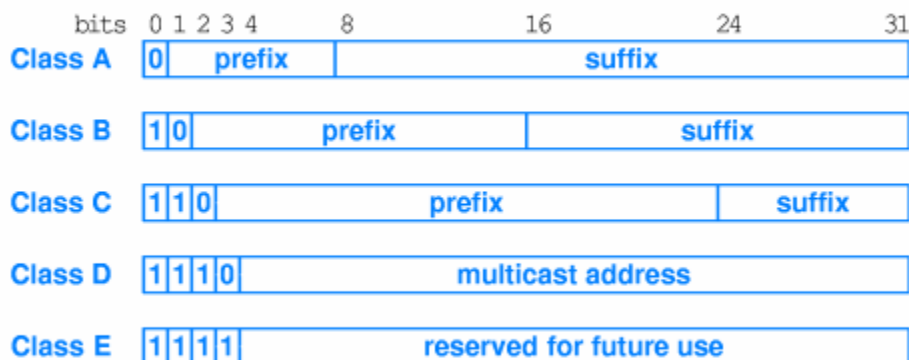 bits 0 1 2 3 4 8 16 24 31
Class A 0 prefix suffix
Class B 1 0 prefix suffix
Class C 1 1 0 prefix suffix
Class D 1 1 1 0 multicast address
Class E 1 1 1 1 reserved for future use